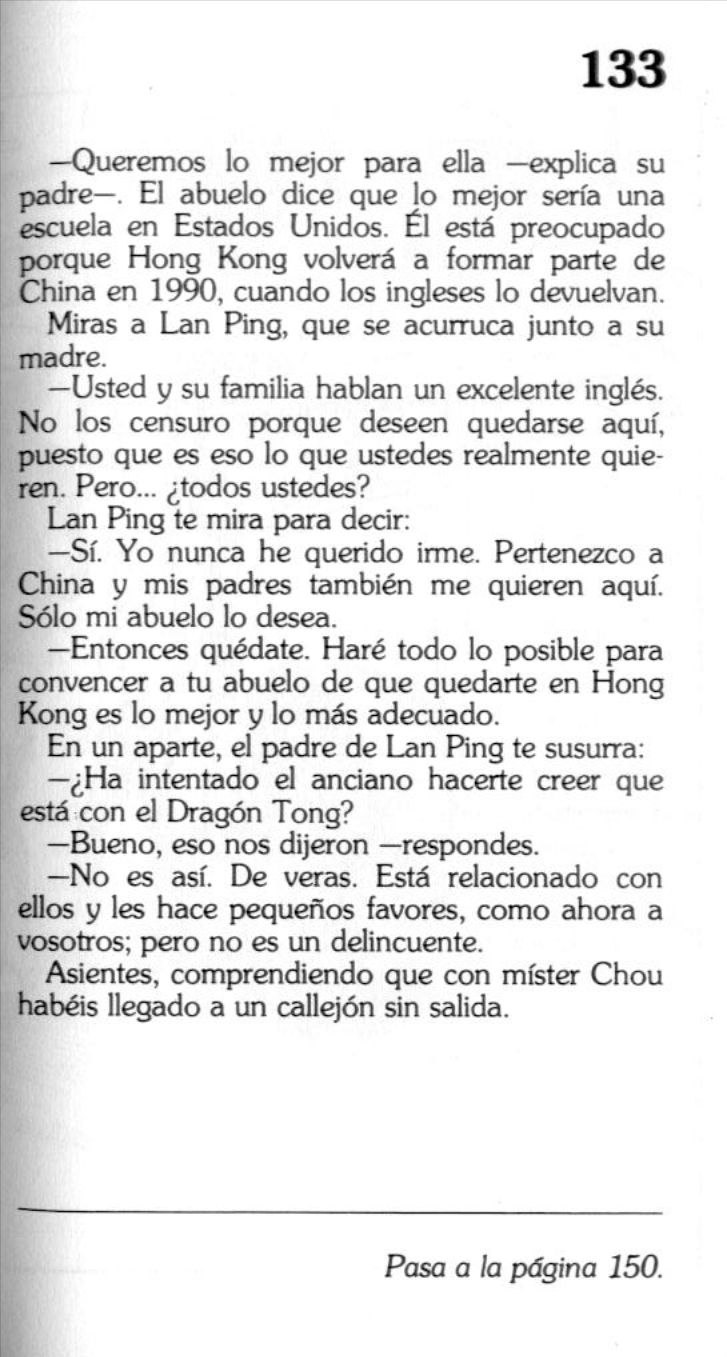 133
—Queremos lo mejor para ella —explica su
padre—. El abuelo dice que lo mejor sería una
escuela en Estados Unidos. Él está preocupado
porque Hong Kong volverá a formar parte de
China en 1990, cuando los ingleses lo devuelvan.
Miras a Lan Ping, que se acurruca junto a su
madre.
—Usted y su familia hablan un excelente inglés.
No los censuro porque deseen quedarse aquí,
puesto que es eso lo que ustedes realmente quie-
ren. Pero... ¿todos ustedes?
Lan Ping te mira para decir:
—Sí. Yo nunca he querido irme. Pertenezco a
China y mis padres también me quieren aquí.
Sólo mi abuelo lo desea.
—Entonces quédate. Haré todo lo posible para
convencer a tu abuelo de que quedarte en Hong
Kong es lo mejor y lo más adecuado.
En un aparte, el padre de Lan Ping te susurra:
—¿Ha intentado el anciano hacerte creer que
está con el Dragón Tong?
—Bueno, eso nos dijeron —respondes.
—No es así. De veras. Está relacionado con
ellos y les hace pequeños favores, como ahora a
vosotros; pero no es un delincuente.
Asientes, comprendiendo que con míster Chou
habéis llegado a un callejón sin salida.
Pasa a la página 150.